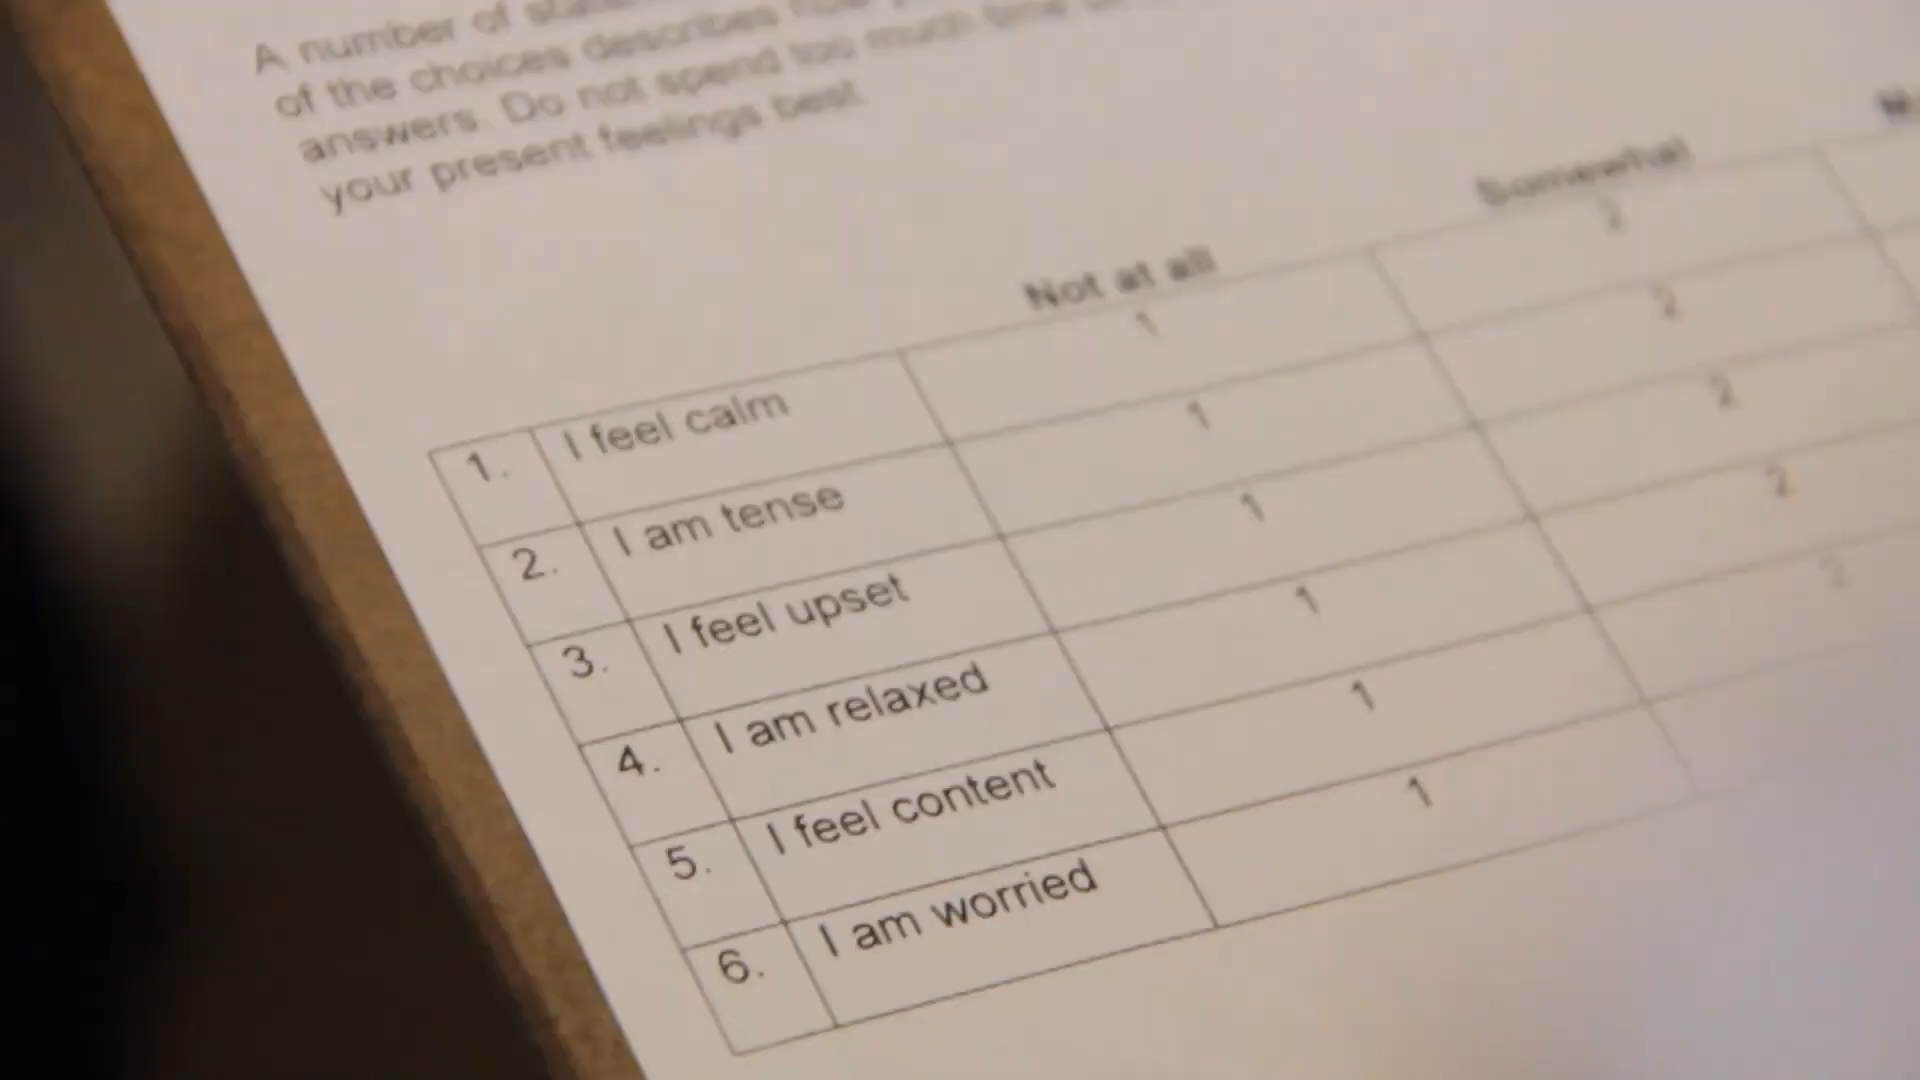 A number of
of the choices describes
answers. Do not spend too much time
your present feelings best.
Not at all Somewhat
1. I feel calm 1 2
2. I am tense 1 2
3. I feel upset 1 2
4. I am relaxed 1 2
5. I feel content 1 2
6. I am worried 1